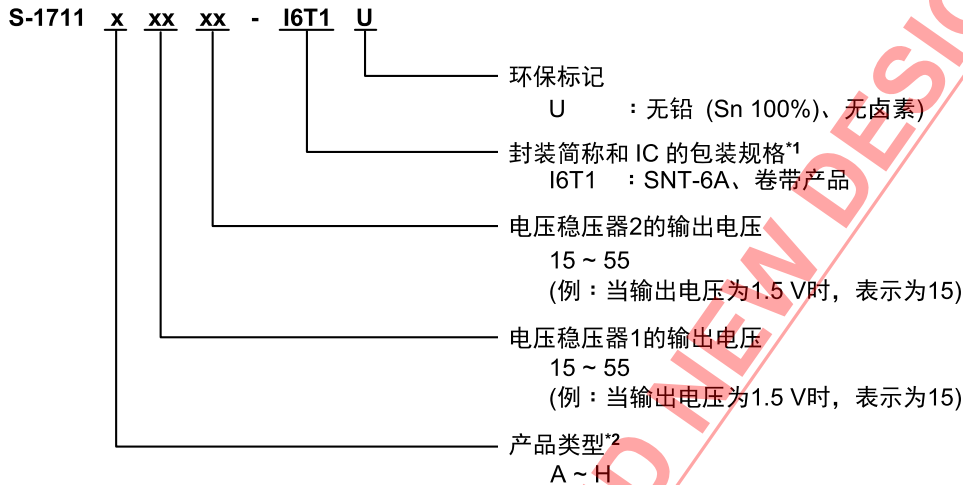 S-1711 x xx xx - I6T1 U
环保标记
U ：无铅 (Sn 100%)、无卤素)
封装简称和 IC 的包装规格*1
I6T1 ：SNT-6A、卷带产品
电压稳压器2的输出电压
15 ~ 55
(例：当输出电压为1.5 V时，表示为15)
电压稳压器1的输出电压
15 ~ 55
(例：当输出电压为1.5 V时，表示为15)
产品类型*2
A ~ H
D NEW DESIG